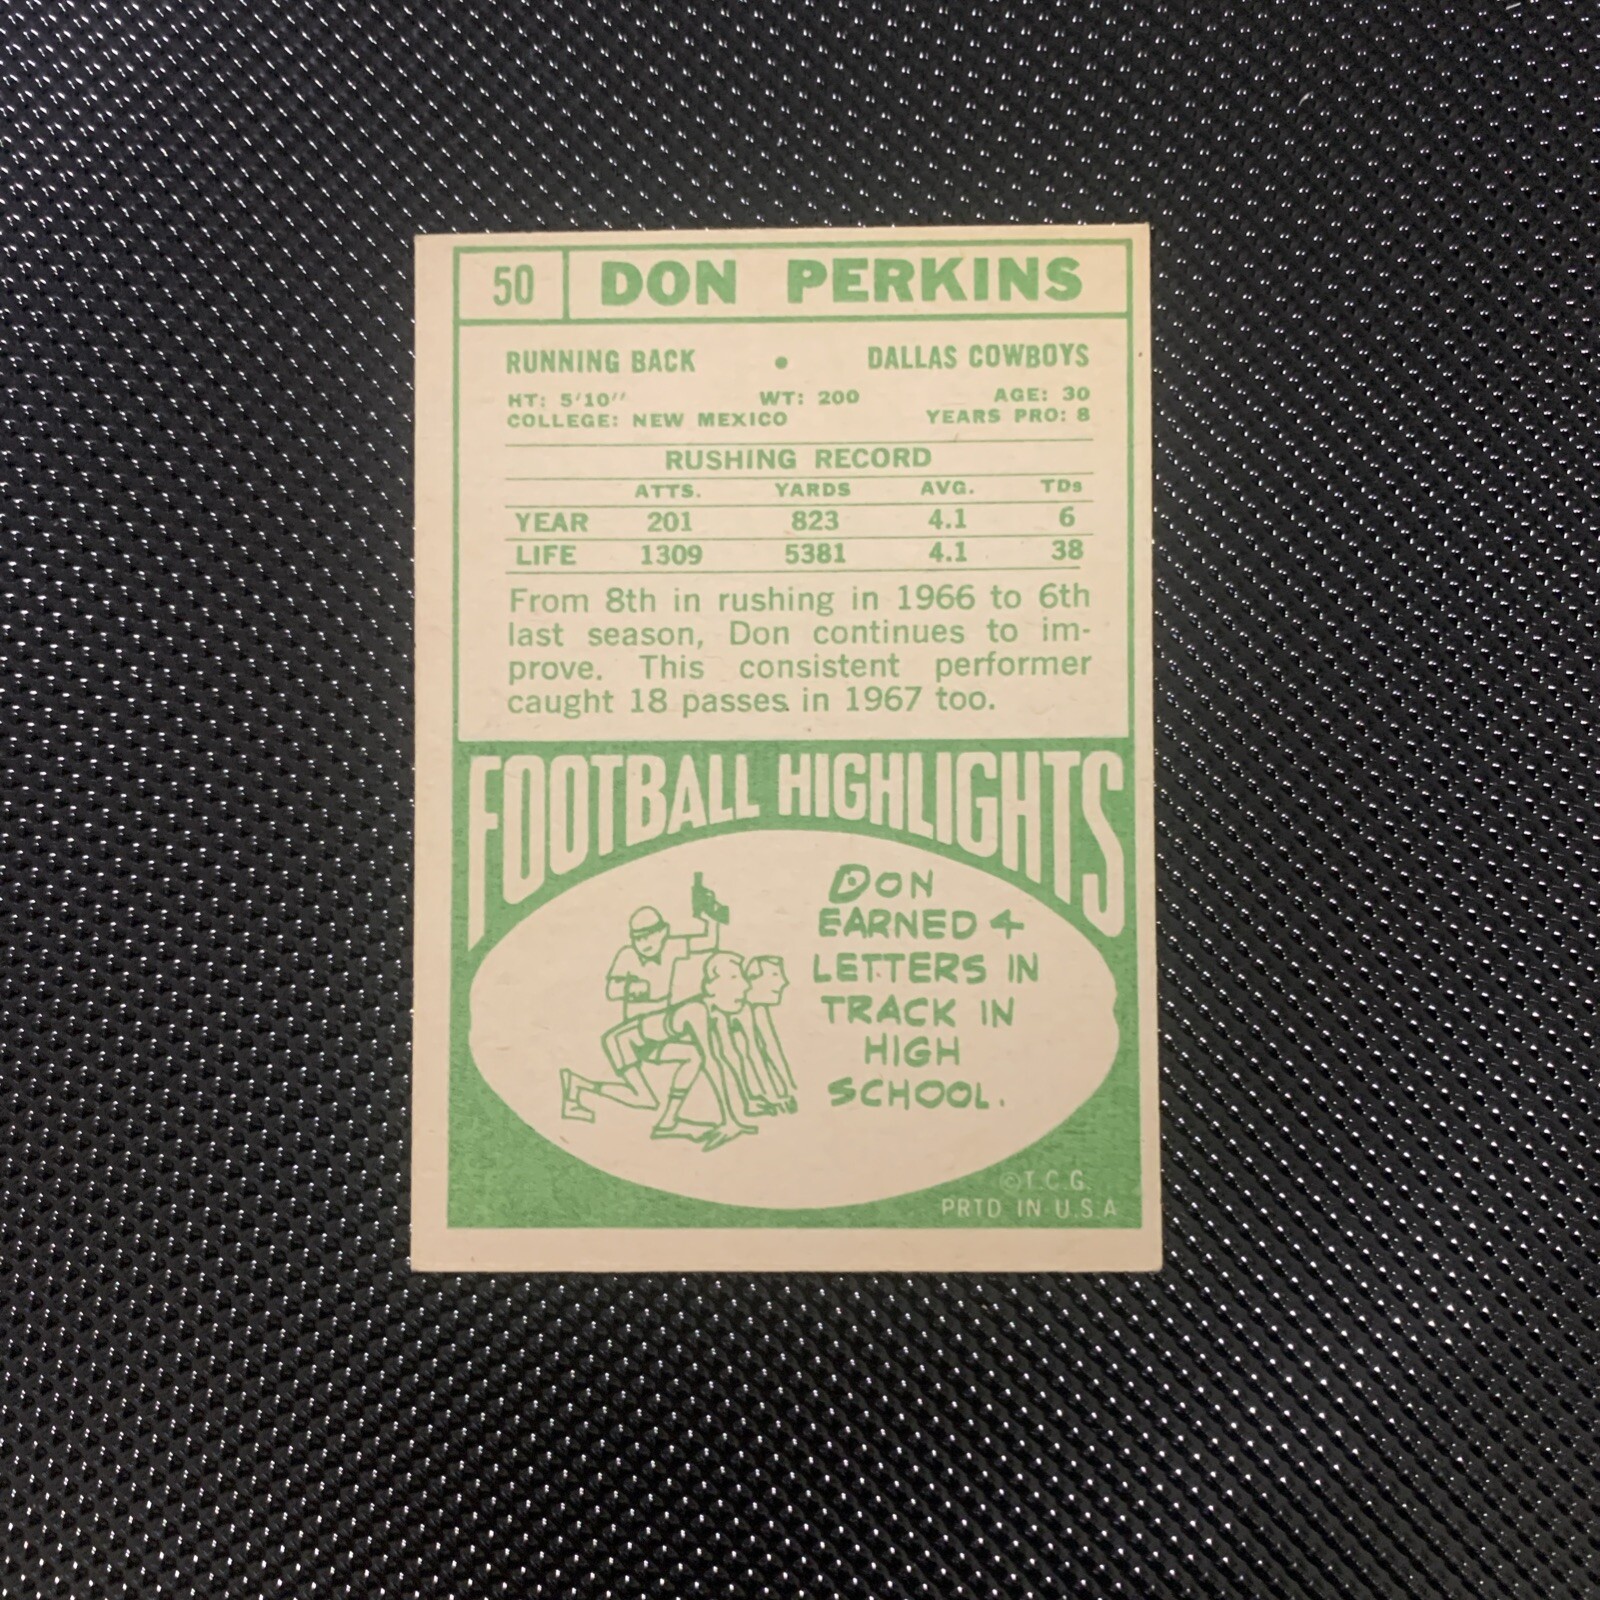 50 DON PERKINS
RUNNING BACK • DALLAS COWBOYS
HT: 5'10" WT: 200 AGE: 30
COLLEGE: NEW MEXICO YEARS PRO: 8
RUSHING RECORD
ATTS. YARDS AVG. TDs
YEAR 201 823 4.1 6
LIFE 1309 5381 4.1 38
From 8th in rushing in 1966 to 6th
last season, Don continues to im-
prove. This consistent performer
caught 18 passes in 1967 too.
FOOTBALL HIGHLIGHTS
DON
EARNED 4
LETTERS IN
TRACK IN
HIGH
SCHOOL.
©T.C.G.
PRTD IN U.S.A